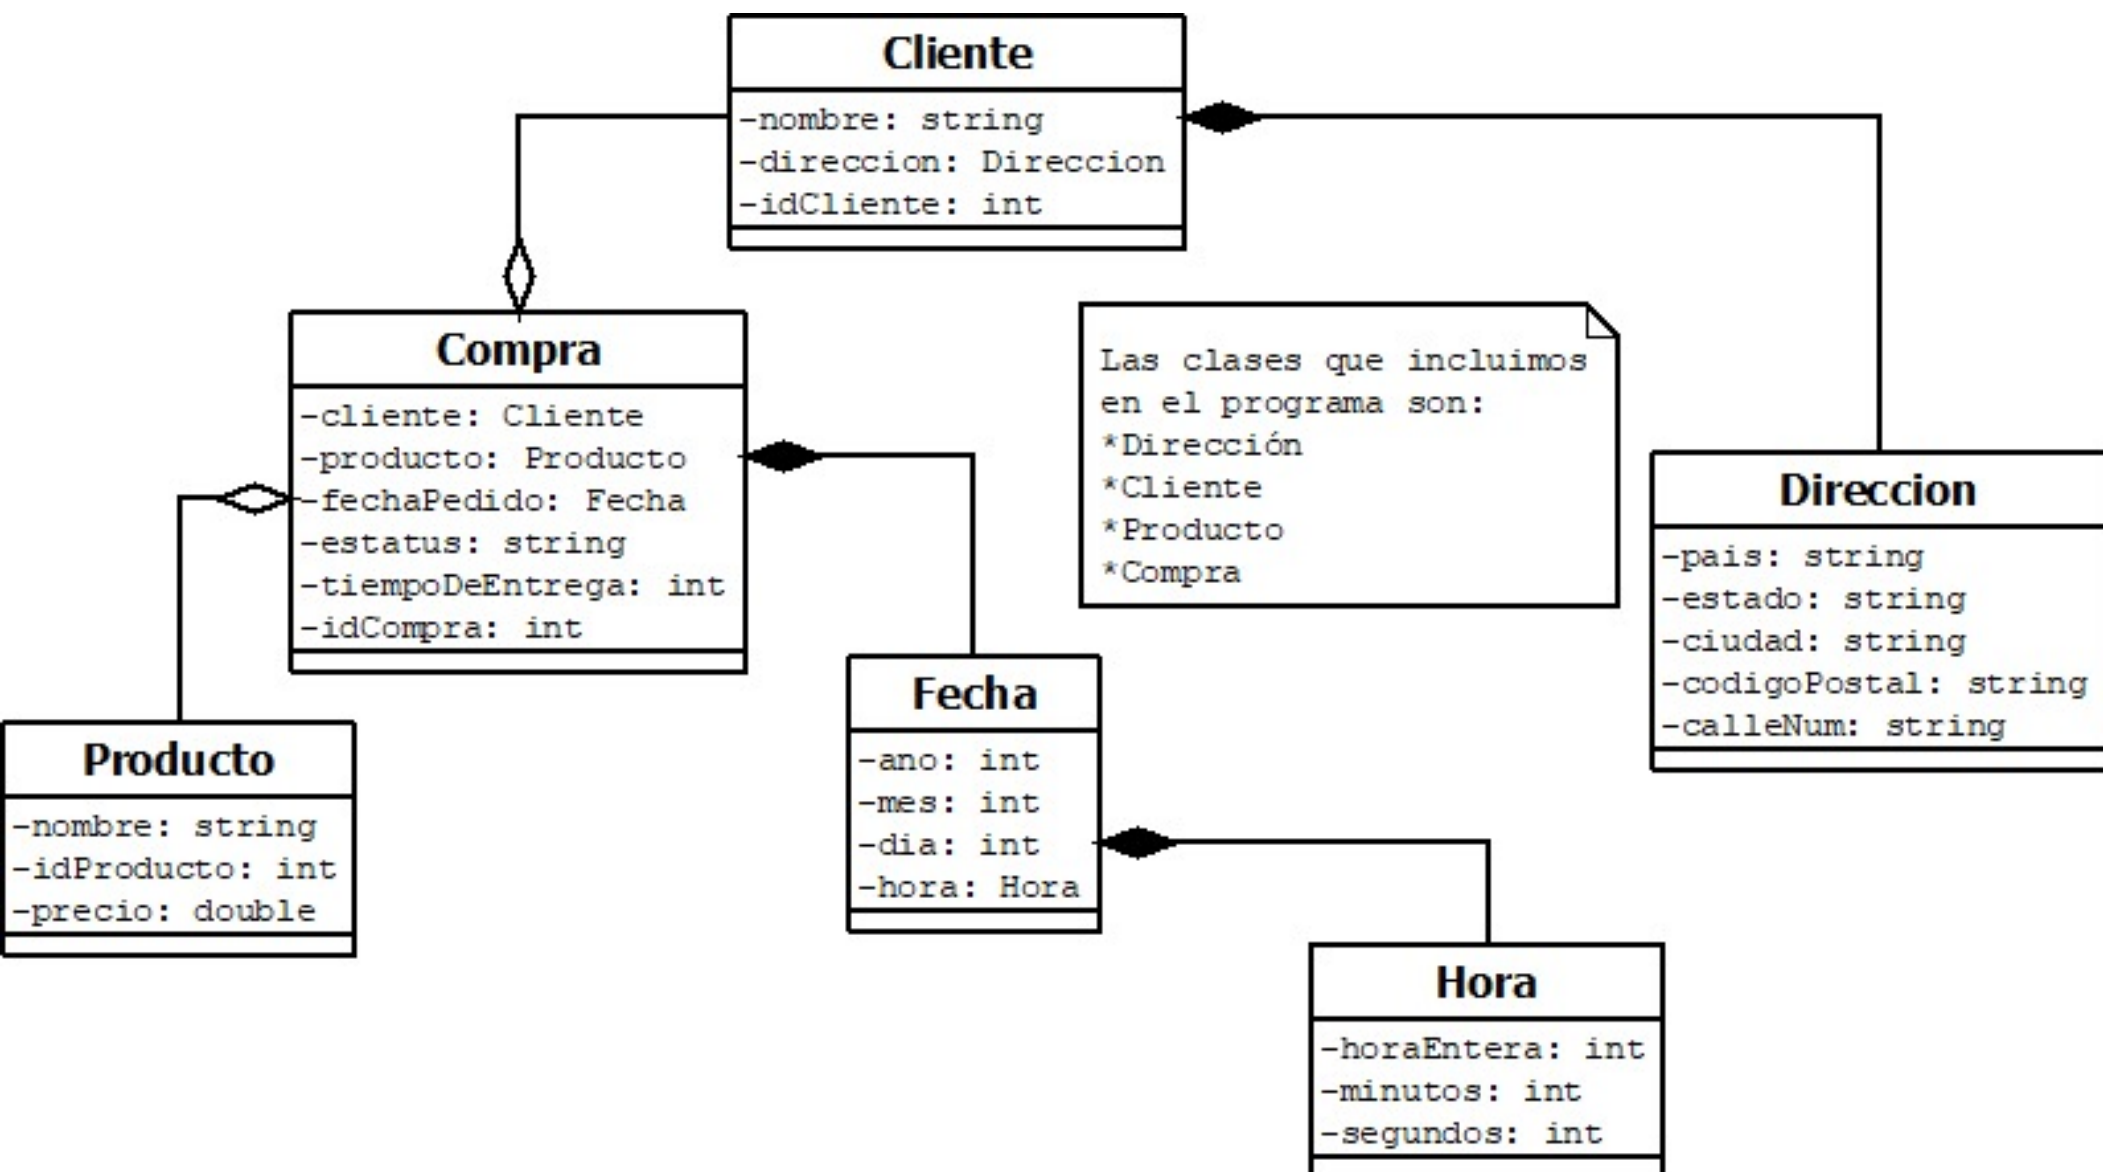 Cliente
-nombre: string
-direccion: Direccion
-idCliente: int
Compra
-cliente: Cliente
-producto: Producto
-fechaPedido: Fecha
-estatus: string
-tiempoDeEntrega: int
-idCompra: int
Las clases que incluimos
en el programa son:
*Dirección
*Cliente
*Producto
*Compra
Direccion
-pais: string
-estado: string
-ciudad: string
-codigoPostal: string
-calleNum: string
Producto
-nombre: string
-idProducto: int
-precio: double
Fecha
-ano: int
-mes: int
-dia: int
-hora: Hora
Hora
-horaEntera: int
-minutos: int
-segundos: int